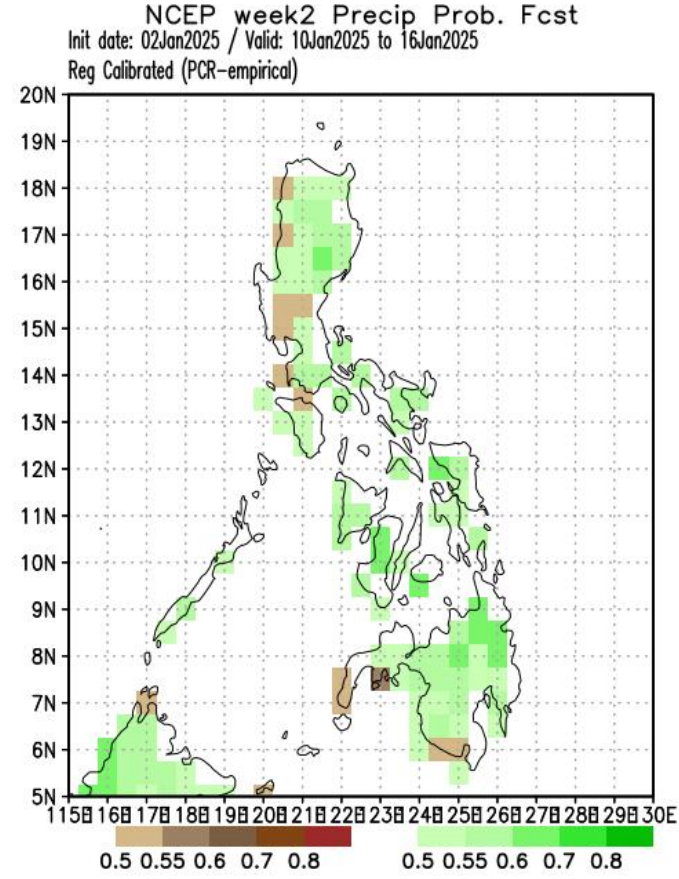 NCEP week2 Precip Prob. Fcst
Init date: 02Jan2025 / Valid: 10Jan2025 to 16Jan2025
Reg Calibrated (PCR-empirical)
20N
19N
18N
17N
16N
15N
14N
13N
12N
11N
10N
9N
8N
7N
6N
5N
115E 116E 117E 118E 119E 120E 121E 122E 123E 124E 125E 126E 127E 128E 129E 130E
0.5 0.55 0.6 0.7 0.8 0.5 0.55 0.6 0.7 0.8